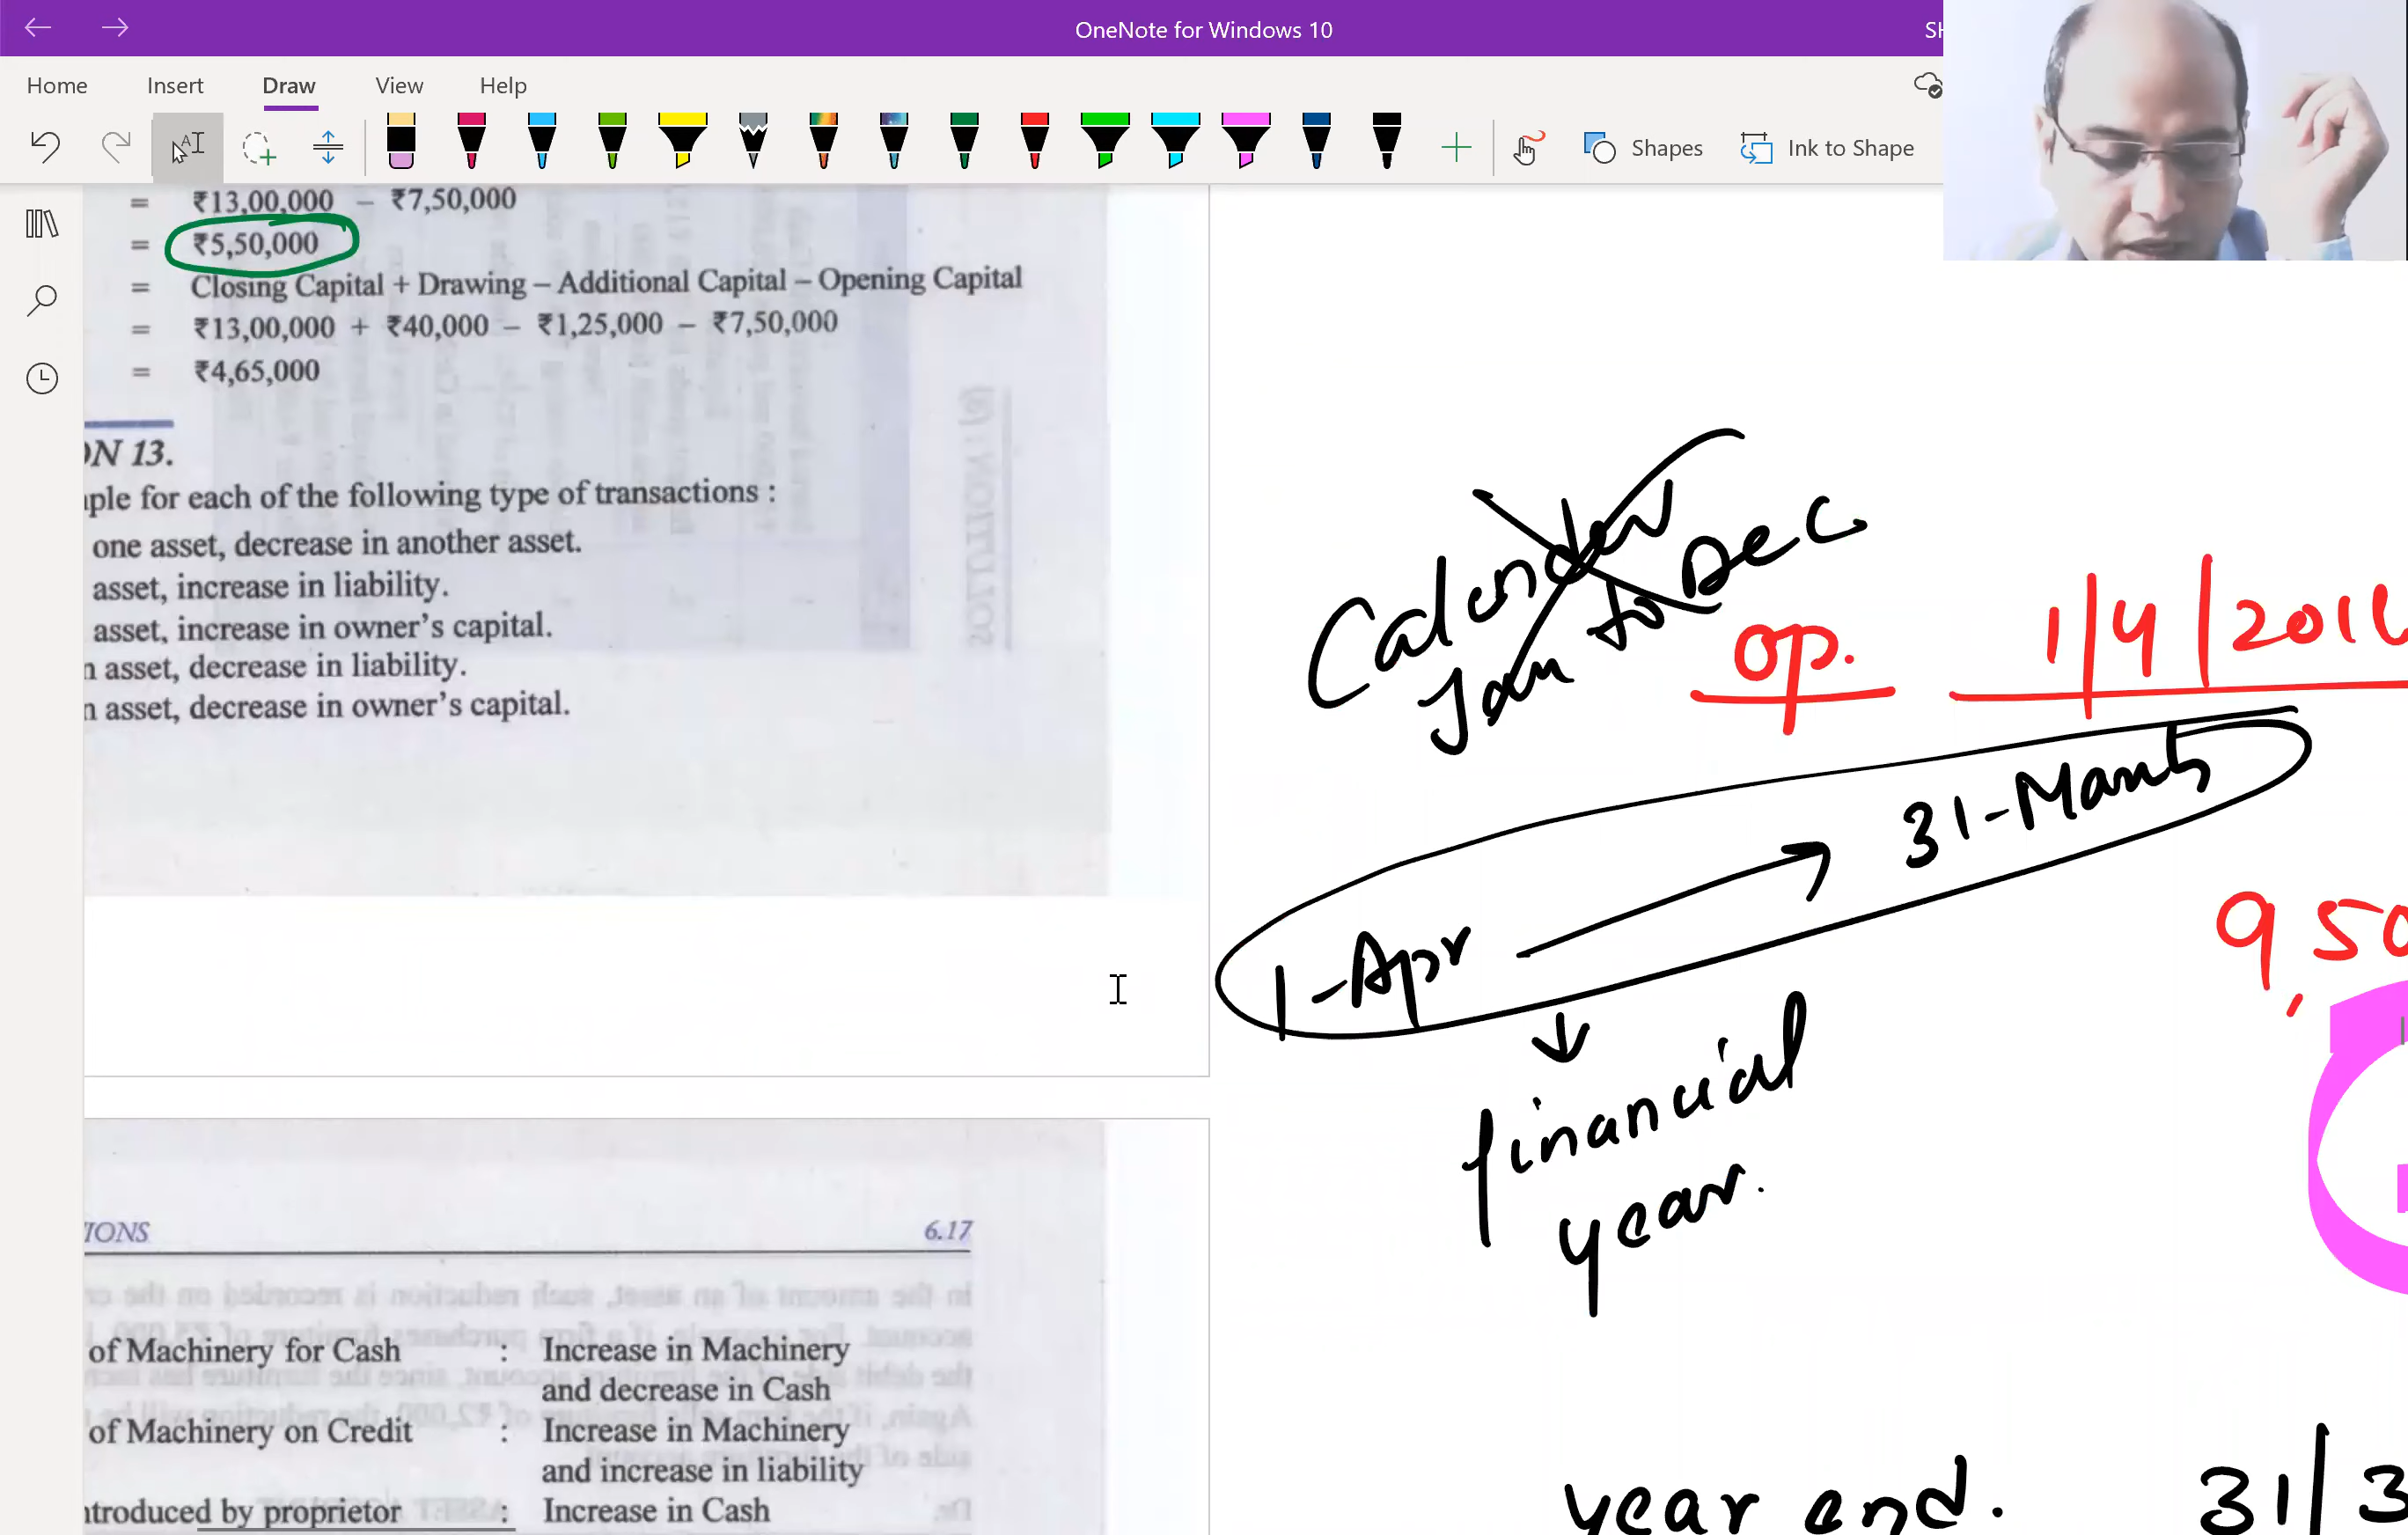 OneNote for Windows 10
Home Insert Draw View Help
Shapes Ink to Shape
= ₹13,00,000 – ₹7,50,000
= ₹5,50,000
= Closing Capital + Drawing – Additional Capital – Opening Capital
= ₹13,00,000 + ₹40,000 – ₹1,25,000 – ₹7,50,000
= ₹4,65,000
ON 13.
ple for each of the following type of transactions :
one asset, decrease in another asset.
asset, increase in liability.
asset, increase in owner's capital.
n asset, decrease in liability.
n asset, decrease in owner's capital.
Calendar
Jan to Dec
op. 1/4/201
1-Apr → 31-March
financial
year.
9,50
year end. 31/3
IONS 6.17
of Machinery for Cash : Increase in Machinery
and decrease in Cash
of Machinery on Credit : Increase in Machinery
and increase in liability
ntroduced by proprietor : Increase in Cash